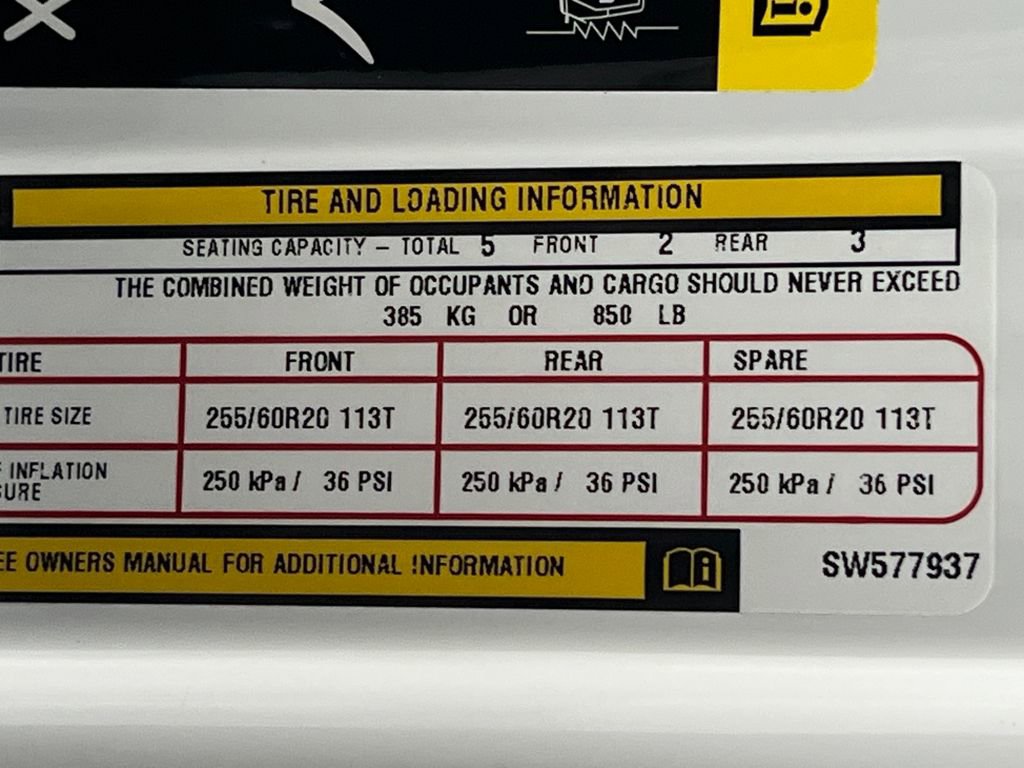 TIRE AND LOADING INFORMATION
SEATING CAPACITY – TOTAL 5 FRONT 2 REAR 3
THE COMBINED WEIGHT OF OCCUPANTS AND CARGO SHOULD NEVER EXCEED
385 KG OR 850 LB
TIRE FRONT REAR SPARE
TIRE SIZE 255/60R20 113T 255/60R20 113T 255/60R20 113T
INFLATION
URE 250 kPa / 36 PSI 250 kPa / 36 PSI 250 kPa / 36 PSI
EE OWNERS MANUAL FOR ADDITIONAL INFORMATION
SW577937